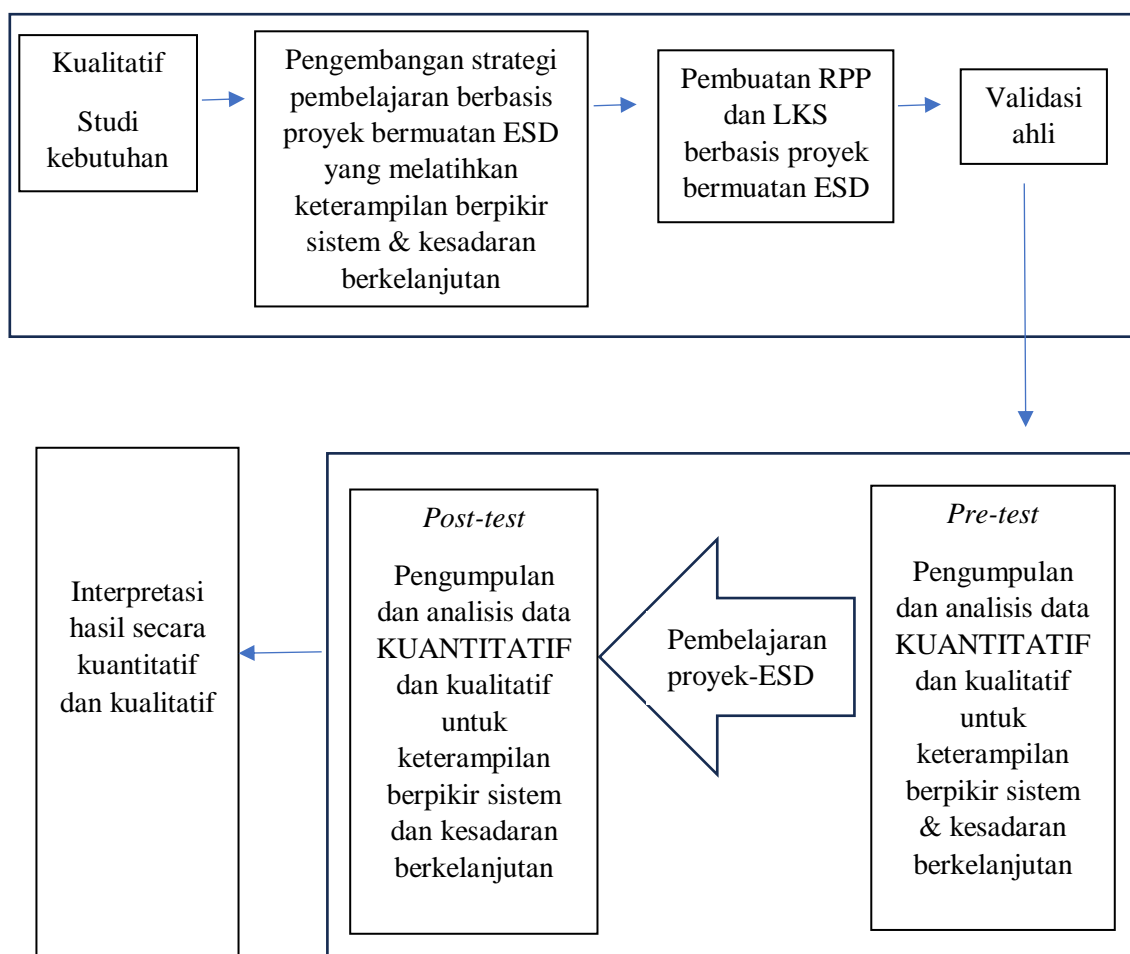 Kualitatif
Studi
kebutuhan
Pengembangan strategi
pembelajaran berbasis
proyek bermuatan ESD
yang melatihkan
keterampilan berpikir
sistem & kesadaran
berkelanjutan
Pembuatan RPP
dan LKS
berbasis proyek
bermuatan ESD
Validasi
ahli
Pre-test
Pengumpulan
dan analisis data
KUANTITATIF
dan kualitatif
untuk
keterampilan
berpikir sistem
& kesadaran
berkelanjutan
Pembelajaran
proyek-ESD
Post-test
Pengumpulan
dan analisis data
KUANTITATIF
dan kualitatif
untuk
keterampilan
berpikir sistem
dan kesadaran
berkelanjutan
Interpretasi
hasil secara
kuantitatif
dan kualitatif